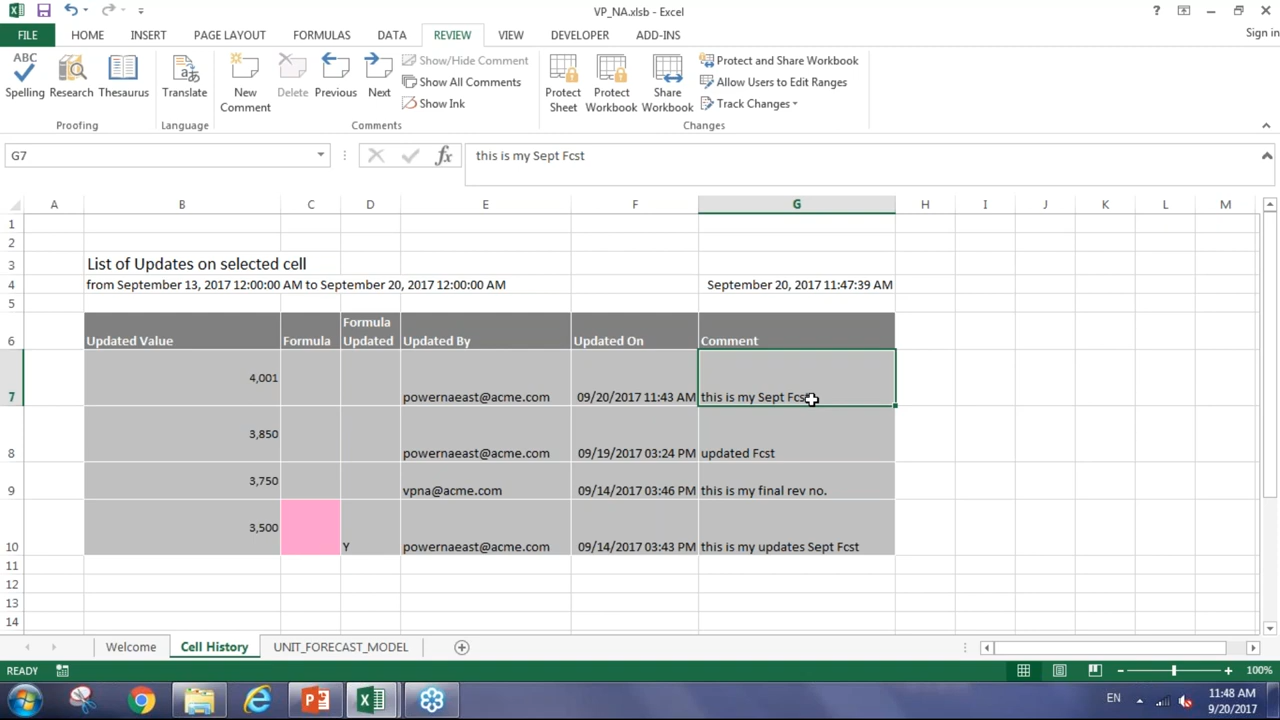 VP_NA.xlsb - Excel
?
FILE HOME INSERT PAGE LAYOUT FORMULAS DATA REVIEW VIEW DEVELOPER ADD-INS Sign in
ABC
Spelling Research Thesaurus Translate New Comment Delete Previous Next
Show/Hide Comment
Show All Comments
Show Ink
Protect Sheet Protect Workbook Share Workbook
Protect and Share Workbook
Allow Users to Edit Ranges
Track Changes
Proofing Language Comments Changes
G7 fx this is my Sept Fcst
A B C D E F G H I J K L M
1
2
3 List of Updates on selected cell
4 from September 13, 2017 12:00:00 AM to September 20, 2017 12:00:00 AM September 20, 2017 11:47:39 AM
5
6 Updated Value Formula Formula Updated Updated By Updated On Comment
7 4,001 powernaeast@acme.com 09/20/2017 11:43 AM this is my Sept Fcst
8 3,850 powernaeast@acme.com 09/19/2017 03:24 PM updated Fcst
9 3,750 vpna@acme.com 09/14/2017 03:46 PM this is my final rev no.
10 3,500 Y powernaeast@acme.com 09/14/2017 03:43 PM this is my updates Sept Fcst
11
12
13
14
Welcome Cell History UNIT_FORECAST_MODEL
READY 100%
EN 11:48 AM
9/20/2017